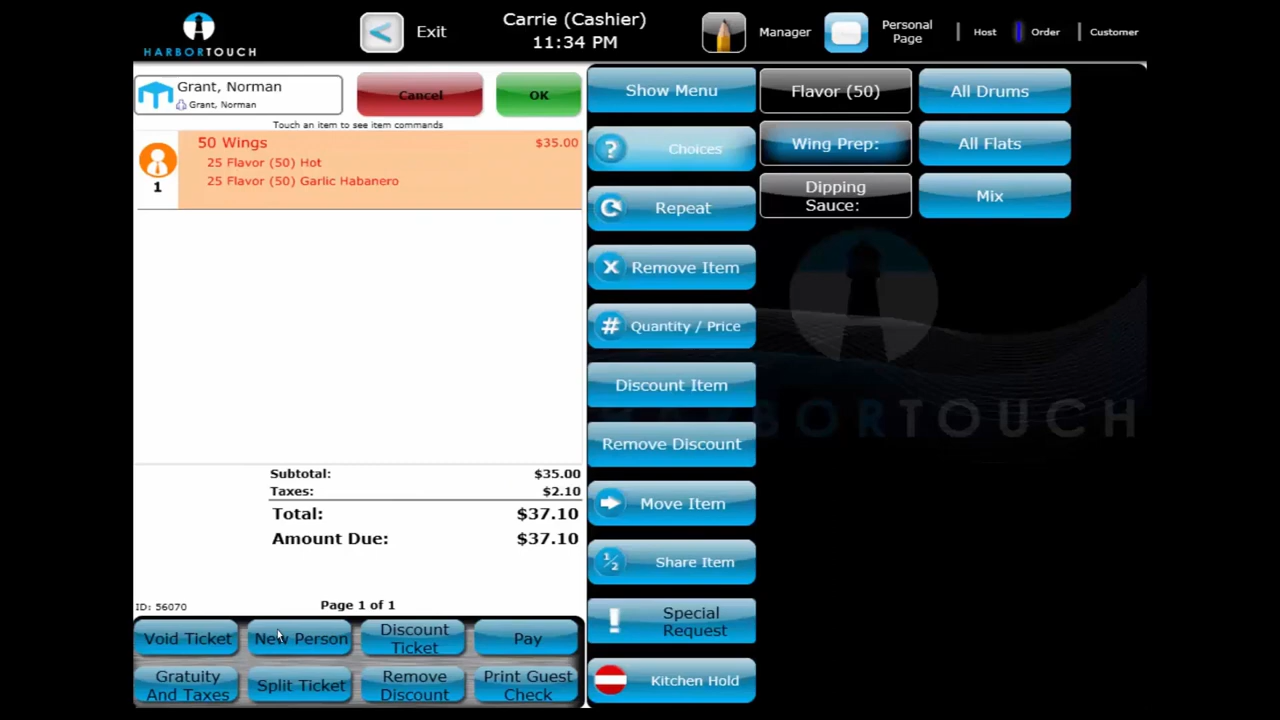 HARBORTOUCH
Exit
Carrie (Cashier)
11:34 PM
Manager
Personal
Page
Host
Order
Customer
Grant, Norman
Grant, Norman
Cancel
OK
Touch an item to see item commands
50 Wings $35.00
25 Flavor (50) Hot
25 Flavor (50) Garlic Habanero
1
Subtotal: $35.00
Taxes: $2.10
Total: $37.10
Amount Due: $37.10
ID: 56070
Page 1 of 1
Void Ticket
New Person
Discount
Ticket
Pay
Gratuity
And Taxes
Split Ticket
Remove
Discount
Print Guest
Check
Show Menu
? Choices
Repeat
X Remove Item
# Quantity / Price
Discount Item
Remove Discount
Move Item
1/2 Share Item
! Special
Request
Kitchen Hold
Flavor (50)
Wing Prep:
Dipping
Sauce:
All Drums
All Flats
Mix
HARBORTOUCH